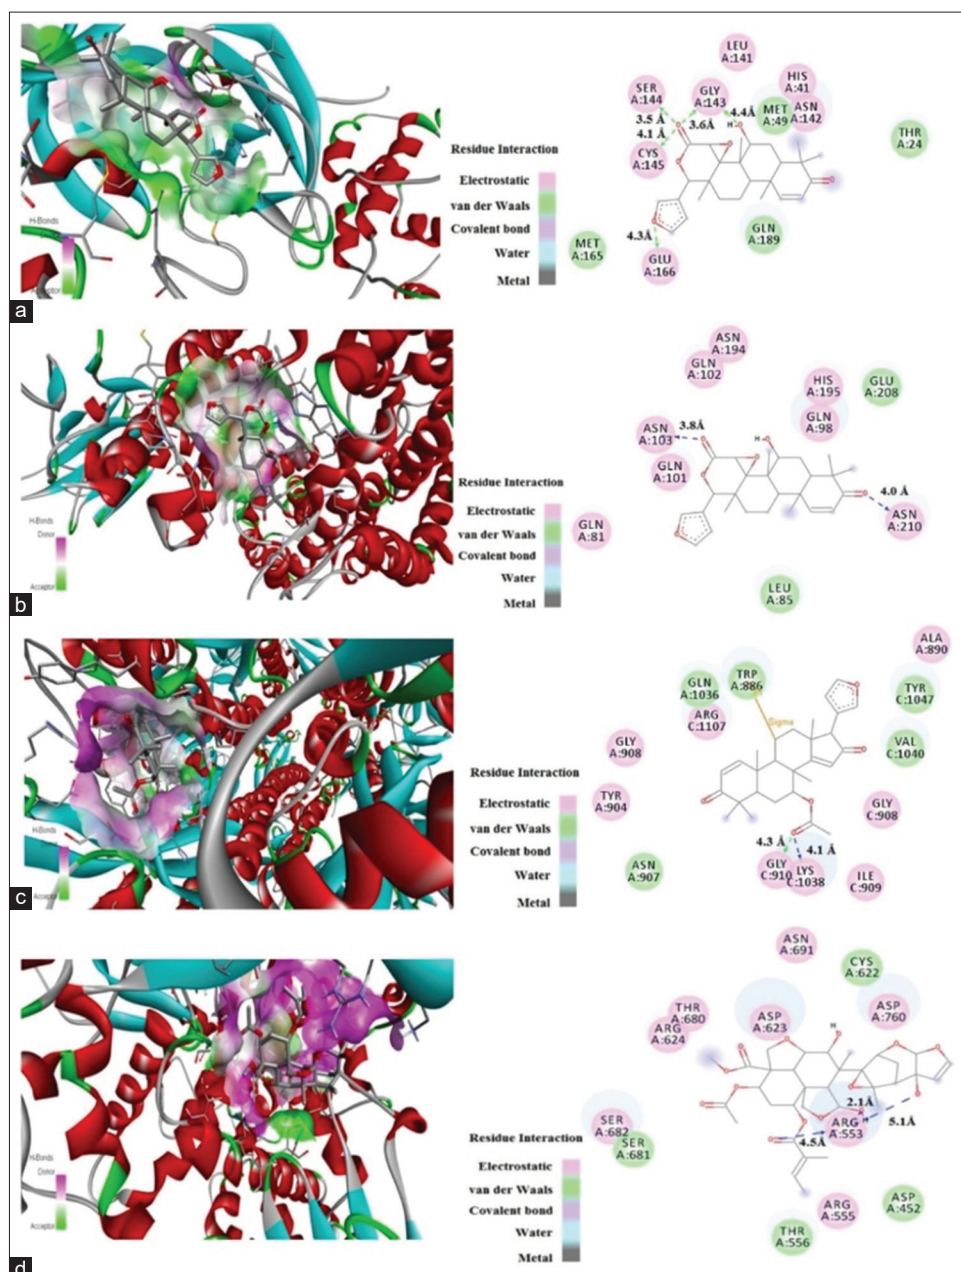 LEU
A:141
SER
A:144
GLY
A:143
HIS
A:41
MET
A:49
ASN
A:142
THR
A:24
3.5 Å
3.6Å
4.4Å
4.1 Å
H
CYS
A:145
Residue Interaction
Electrostatic
van der Waals
Covalent bond
Water
Metal
GLN
A:189
MET
A:165
4.3Å
GLU
A:166
H-Bonds
Donor
Acceptor
a
ASN
A:194
GLN
A:102
HIS
A:195
GLU
A:208
GLN
A:98
ASN
A:103
3.8Å
H
GLN
A:101
4.0 Å
ASN
A:210
Residue Interaction
Electrostatic
van der Waals
Covalent bond
Water
Metal
GLN
A:81
LEU
A:85
H-Bonds
Donor
Acceptor
b
ALA
A:890
GLN
A:1036
TRP
A:886
TYR
C:1047
ARG
C:1107
Sigma
VAL
C:1040
GLY
A:908
TYR
A:904
GLY
C:908
Residue Interaction
Electrostatic
van der Waals
Covalent bond
Water
Metal
4.3 Å
4.1 Å
ASN
A:907
GLY
C:910
LYS
C:1038
ILE
C:909
H-Bonds
Donor
Acceptor
c
ASN
A:691
CYS
A:622
THR
A:680
ARG
A:624
ASP
A:623
ASP
A:760
H
2.1Å
5.1Å
4.5Å
ARG
A:553
H
SER
A:682
SER
A:681
Residue Interaction
Electrostatic
van der Waals
Covalent bond
Water
Metal
ARG
A:555
ASP
A:452
THR
A:556
H-Bonds
Donor
Acceptor
d